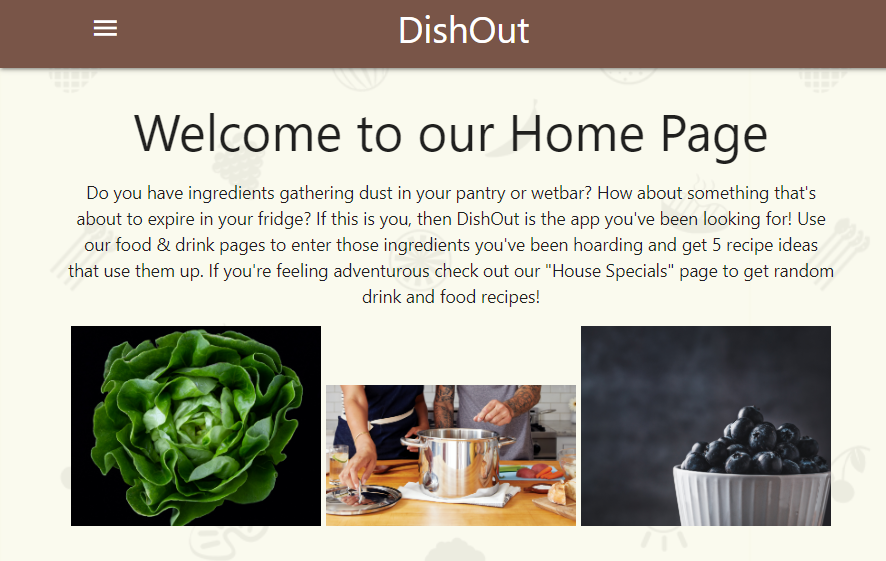 DishOut
Welcome to our Home Page
Do you have ingredients gathering dust in your pantry or wetbar? How about something that's
about to expire in your fridge? If this is you, then DishOut is the app you've been looking for! Use
our food & drink pages to enter those ingredients you've been hoarding and get 5 recipe ideas
that use them up. If you're feeling adventurous check out our "House Specials" page to get random
drink and food recipes!